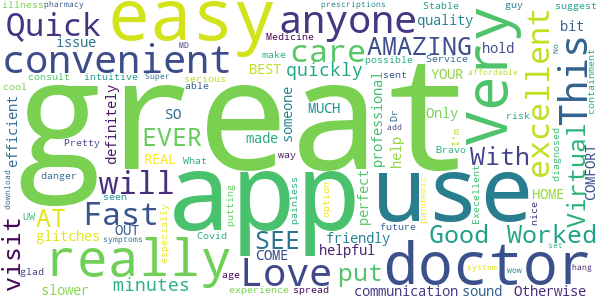 illness pharmacy
easy
prescriptions Stable guy suggest
Quick
issue
anyone
quality bit
MD Medicine
care
AMAZING
hold
No
convenient
consult intuitive Super serious
BEST quickly
make possible
sent
Service YOUR
very
This
excellent
containment
cool
efficient
definitely
able
SO
EVER
made
MUCH
someone
professional
Dr
affordable
Only
risk
great
app
use
Pretty
REAL
What
way
help
add
I'm
Bravo
diagnosed
Virtual
With
COMFORT
danger
will
seen
perfect
Excellent
HOME
download
visit
UW
AT
OUT
Fast
SEE
painless
option
friendly
pandemic
Good Worked
glitches
especially
putting
Covid
COME
helpful
future
wow
nice
really
Love
put
doctor
glad
symptoms
age
system
set
slower
minutes
experience spread
communication sound Otherwise
hang